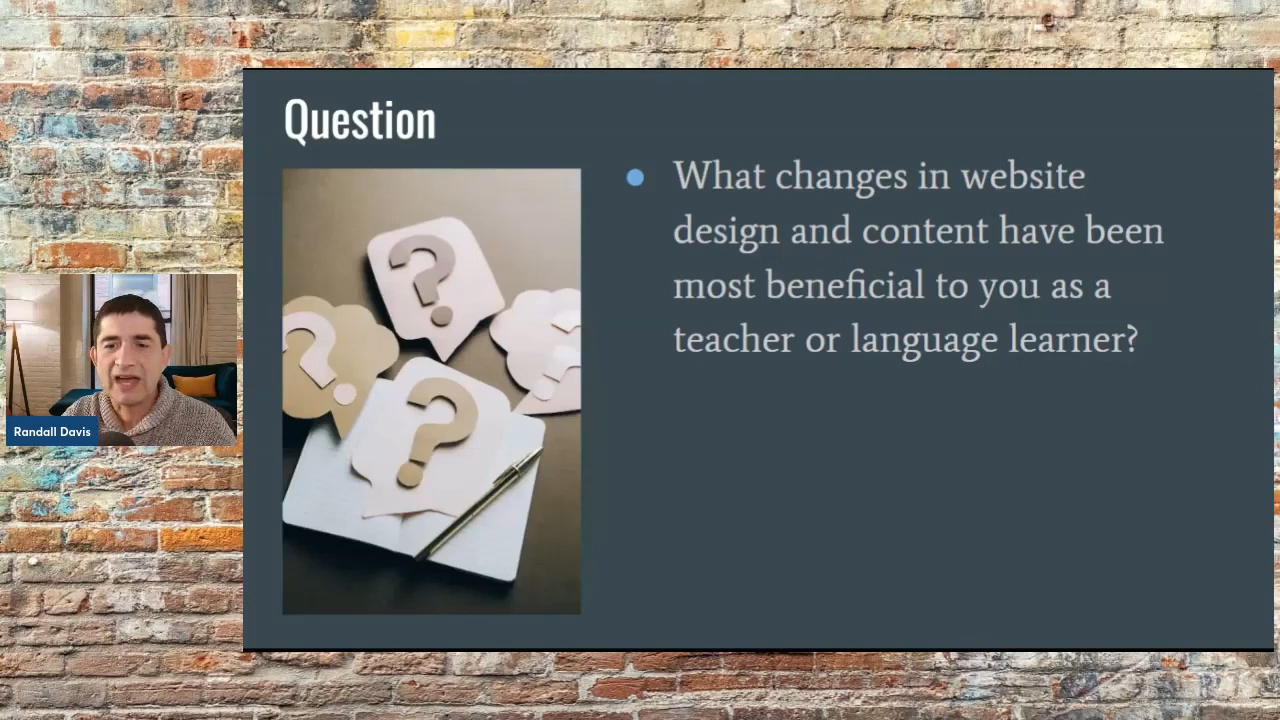 Question
What changes in website
design and content have been
most beneficial to you as a
teacher or language learner?
Randall Davis